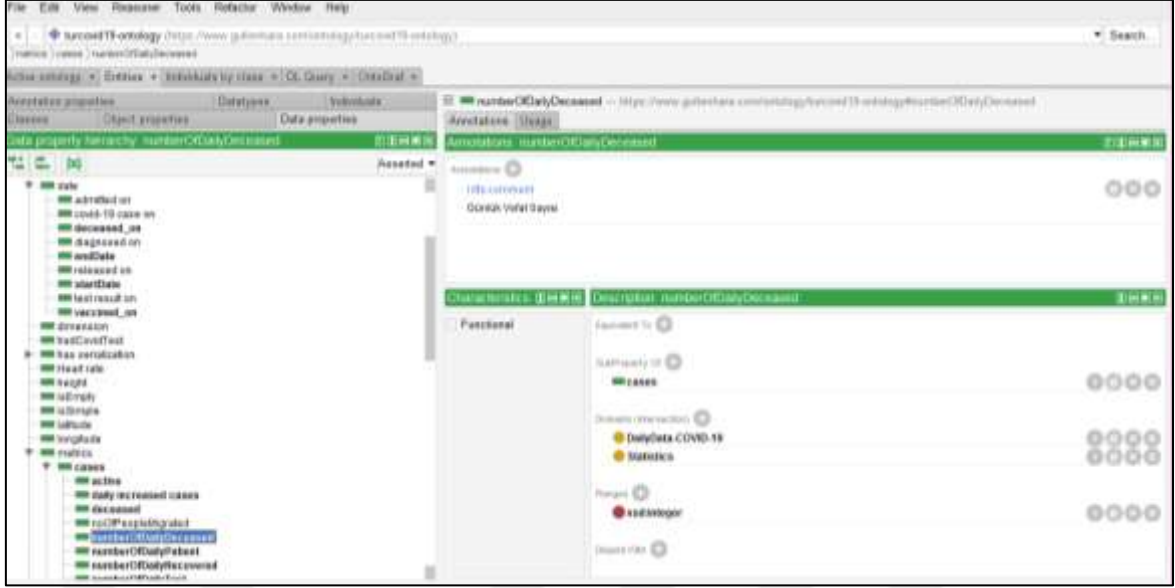 File Edit View Reasoner Tools Refactor Window Help
turcovid19-ontology
Search...
metrics cases numberOfDailyDeceased
Active ontology Entities Individuals by class DL Query OntoGraf
Annotation properties Datatypes Individuals
Classes Object properties Data properties
numberOfDailyDeceased
Annotations Usage
Data property hierarchy: numberOfDailyDeceased
Annotations: numberOfDailyDeceased
Asserted
Annotations
rdfs:comment
Günlük Vefat Sayısı
date
admitted on
covid-19 case on
deceased_on
diagnosed on
endDate
released on
startDate
test result on
vaccined_on
dimension
hadCovidTest
has serialization
Heart rate
height
isEmpty
isSimple
latitude
longitude
metrics
cases
active
daily increased cases
deceased
noOfPeopleMigrated
numberOfDailyDeceased
numberOfDailyPatient
numberOfDailyRecovered
numberOfDailyTest
Characteristics:
Description: numberOfDailyDeceased
Functional
Equivalent To
SubProperty Of
cases
Domains (intersection)
DailyData-COVID-19
Statistics
Ranges
xsd:integer
Disjoint With